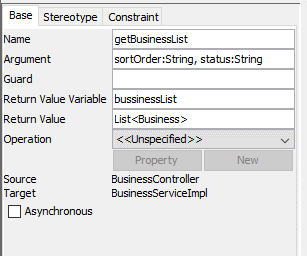 Base Stereotype Constraint
Name getBusinessList
Argument sortOrder:String, status:String
Guard
Return Value Variable bussinesList
Return Value List<Business>
Operation <<Unspecified>>
Property New
Source BusinessController
Target BusinessServiceImpl
Asynchronous